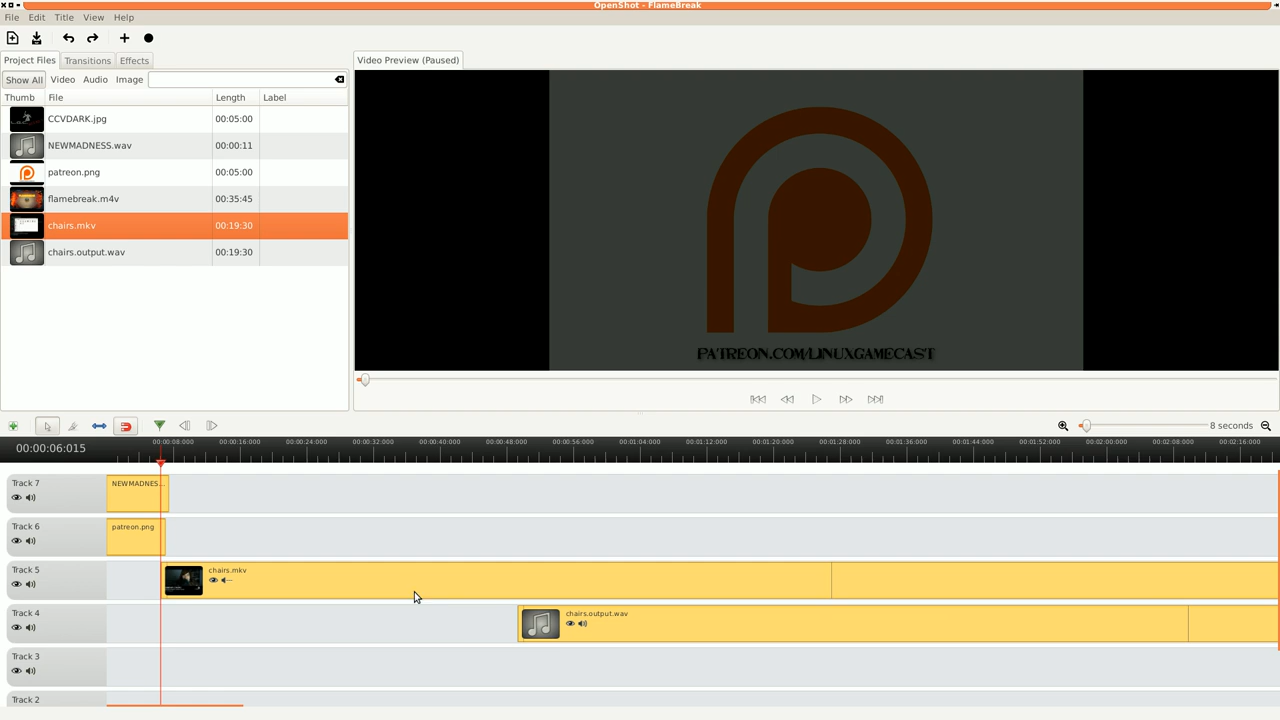 OpenShot - FlameBreak
File Edit Title View Help
Project Files Transitions Effects
Video Preview (Paused)
Show All Video Audio Image
Thumb File Length Label
CCVDARK.jpg 00:05:00
NEWMADNESS.wav 00:00:11
patreon.png 00:05:00
flamebreak.m4v 00:35:45
chairs.mkv 00:19:30
chairs.output.wav 00:19:30
PATREON.COM/LINUXGAMECAST
8 seconds
00:00:06:015
00:00:08:000 00:00:16:000 00:00:24:000 00:00:32:000 00:00:40:000 00:00:48:000 00:00:56:000 00:01:04:000 00:01:12:000 00:01:20:000 00:01:28:000 00:01:36:000 00:01:44:000 00:01:52:000 00:02:00:000 00:02:08:000 00:02:16:000
Track 7 NEWMADNES...
Track 6 patreon.png
Track 5 chairs.mkv
Track 4 chairs.output.wav
Track 3
Track 2